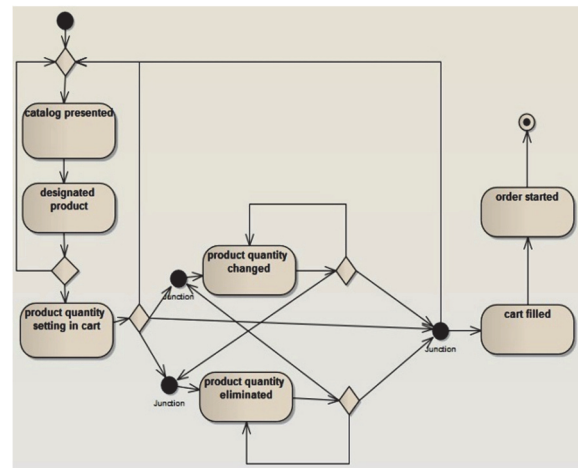 catalog presented
designated
product
product quantity
setting in cart
product quantity
changed
Junction
product quantity
eliminated
Junction
Junction
order started
cart filled